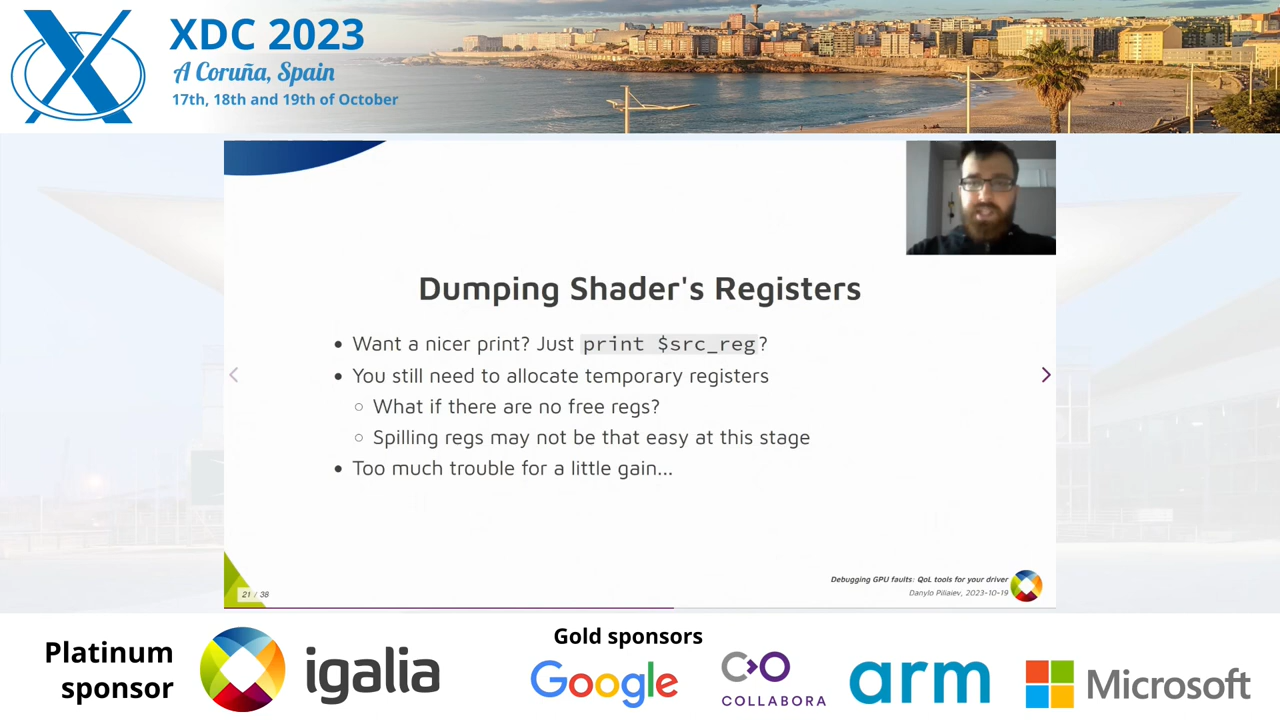 XDC 2023
A Coruña, Spain
17th, 18th and 19th of October
Dumping Shader's Registers
Want a nicer print? Just print $src_reg?
You still need to allocate temporary registers
What if there are no free regs?
Spilling regs may not be that easy at this stage
Too much trouble for a little gain...
21 / 38
Debugging GPU faults: QoL tools for your driver
Danylo Piliaiev, 2023-10-19
Platinum sponsor
igalia
Gold sponsors
Google
COLLABORA
arm
Microsoft